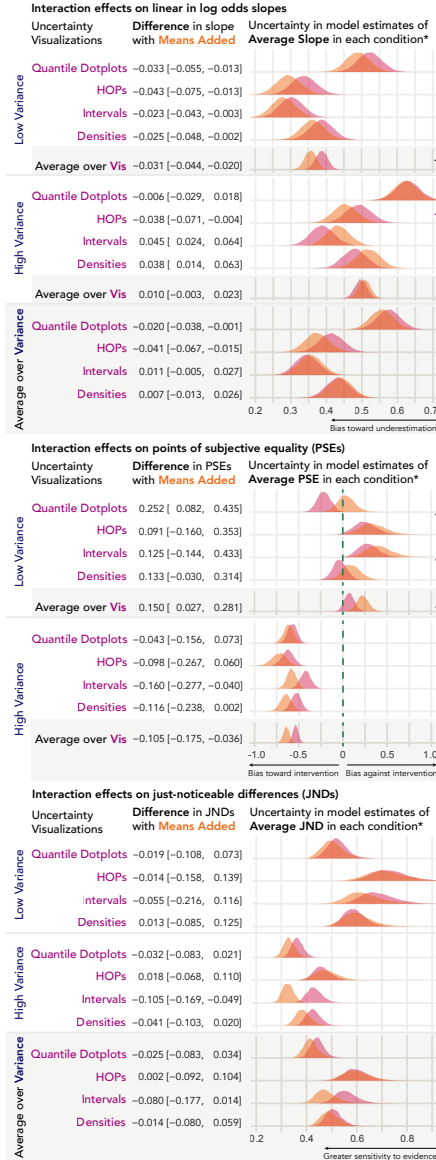 Interaction effects on linear in log odds slopes
Uncertainty Visualizations
Difference in slope with Means Added
Uncertainty in model estimates of Average Slope in each condition*
Low Variance
Quantile Dotplots −0.033 [−0.055, −0.013]
HOPs −0.043 [−0.075, −0.013]
Intervals −0.023 [−0.043, −0.003]
Densities −0.025 [−0.048, −0.002]
Average over Vis −0.031 [−0.044, −0.020]
High Variance
Quantile Dotplots −0.006 [−0.029, 0.018]
HOPs −0.038 [−0.071, −0.004]
Intervals 0.045 [ 0.024, 0.064]
Densities 0.038 [ 0.014, 0.063]
Average over Vis 0.010 [−0.003, 0.023]
Average over Variance
Quantile Dotplots −0.020 [−0.038, −0.001]
HOPs −0.041 [−0.067, −0.015]
Intervals 0.011 [−0.005, 0.027]
Densities 0.007 [−0.013, 0.026]
0.2 0.3 0.4 0.5 0.6 0.7
Bias toward underestimation
Interaction effects on points of subjective equality (PSEs)
Uncertainty Visualizations
Difference in PSEs with Means Added
Uncertainty in model estimates of Average PSE in each condition*
Low Variance
Quantile Dotplots 0.252 [ 0.082, 0.435]
HOPs 0.091 [−0.160, 0.353]
Intervals 0.125 [−0.144, 0.433]
Densities 0.133 [−0.030, 0.314]
Average over Vis 0.150 [ 0.027, 0.281]
High Variance
Quantile Dotplots −0.043 [−0.156, 0.073]
HOPs −0.098 [−0.267, 0.060]
Intervals −0.160 [−0.277, −0.040]
Densities −0.116 [−0.238, 0.002]
Average over Vis −0.105 [−0.175, −0.036]
-1.0 -0.5 0 0.5 1.0
Bias toward intervention Bias against intervention
Interaction effects on just-noticeable differences (JNDs)
Uncertainty Visualizations
Difference in JNDs with Means Added
Uncertainty in model estimates of Average JND in each condition*
Low Variance
Quantile Dotplots −0.019 [−0.108, 0.073]
HOPs −0.014 [−0.158, 0.139]
Intervals −0.055 [−0.216, 0.116]
Densities 0.013 [−0.085, 0.125]
High Variance
Quantile Dotplots −0.032 [−0.083, 0.021]
HOPs 0.018 [−0.068, 0.110]
Intervals −0.105 [−0.169, −0.049]
Densities −0.041 [−0.103, 0.020]
Average over Variance
Quantile Dotplots −0.025 [−0.083, 0.034]
HOPs 0.002 [−0.092, 0.104]
Intervals −0.080 [−0.177, 0.014]
Densities −0.014 [−0.080, 0.059]
0.2 0.4 0.6 0.8
Greater sensitivity to evidence